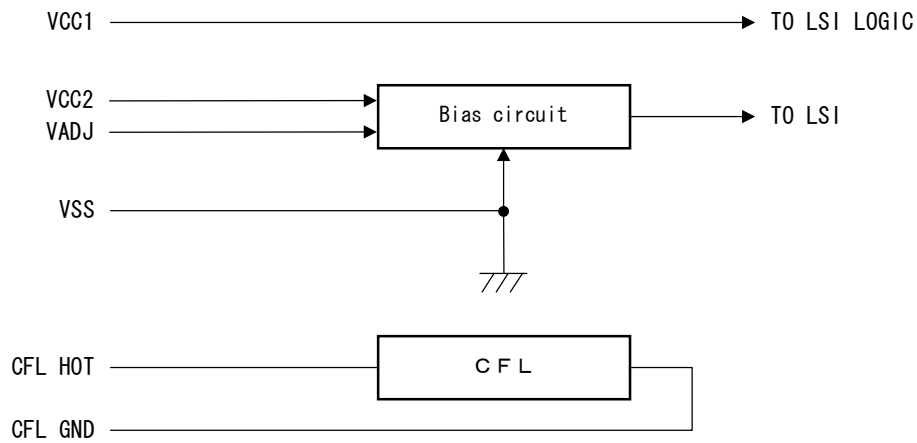 VCC1 TO LSI LOGIC
VCC2
Bias circuit TO LSI
VADJ
VSS
CFL HOT CFL
CFL GND